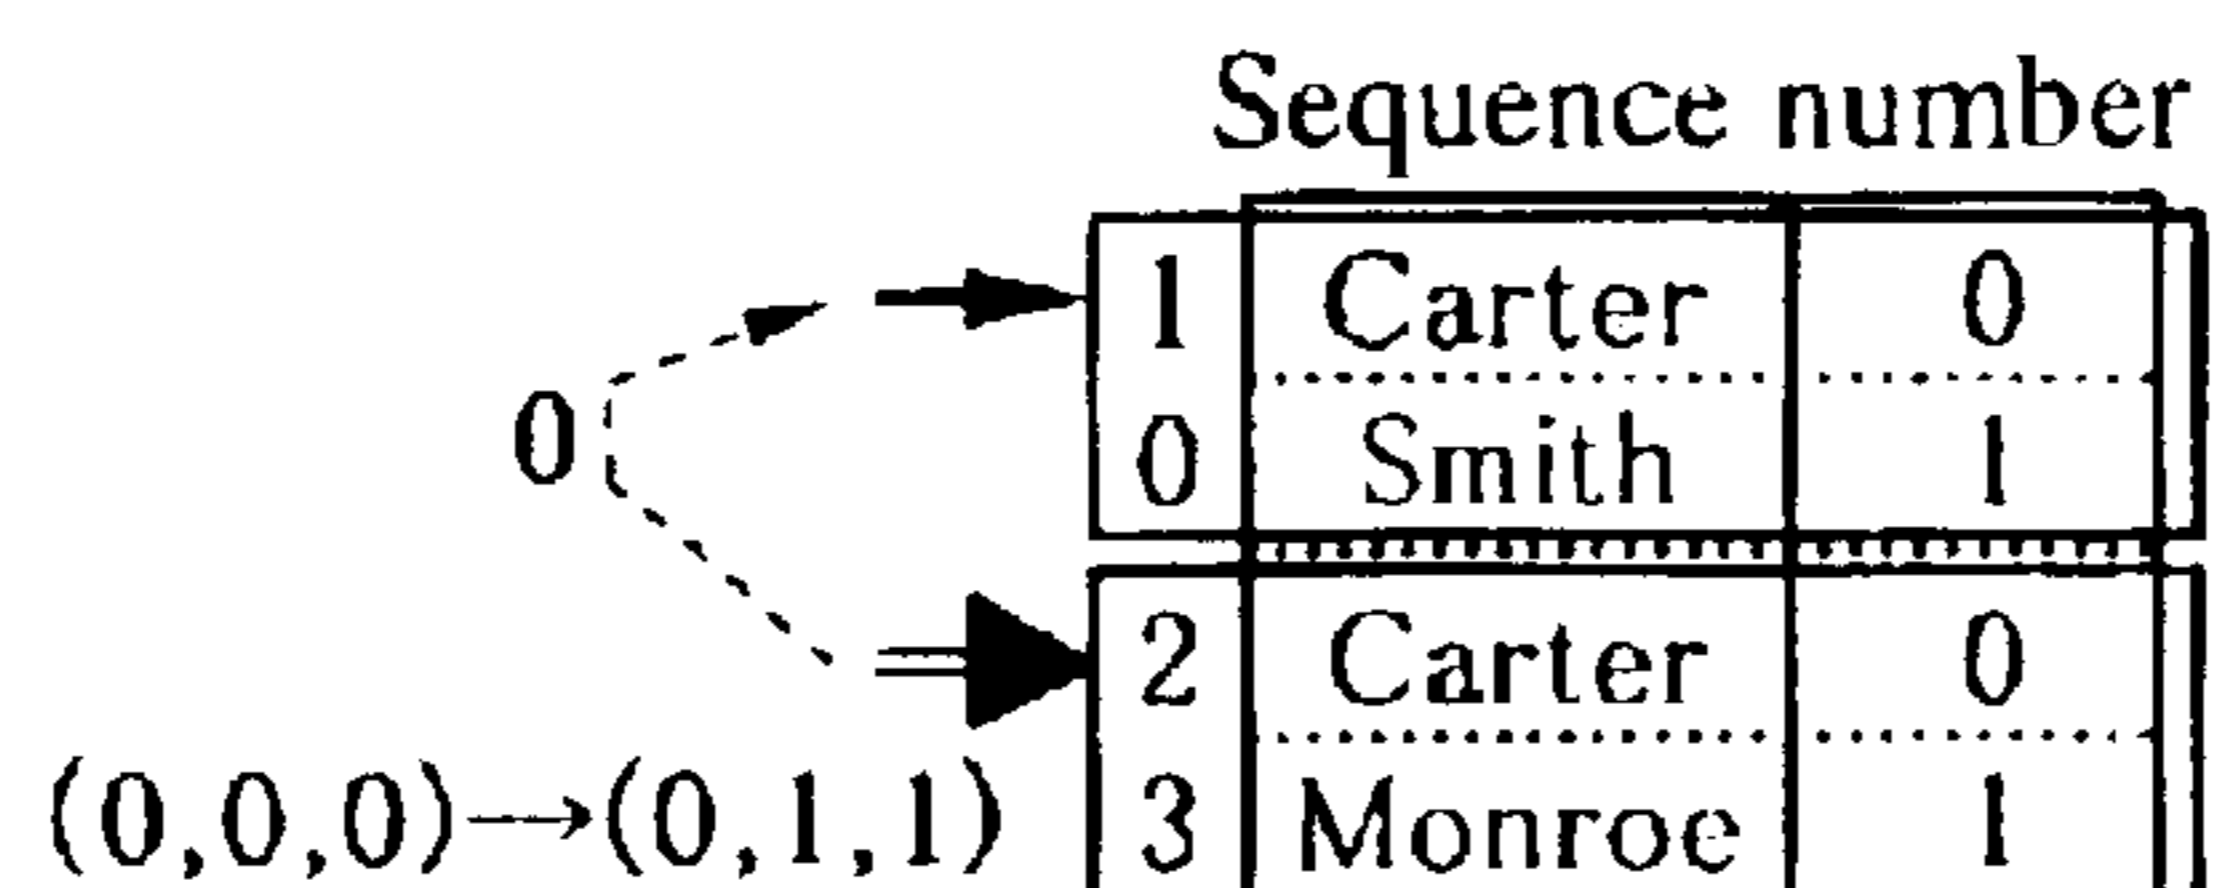 Sequence number
1 Carter 0
0
0 Smith 1
2 Carter 0
(0,0,0)→(0,1,1) 3 Monroe 1